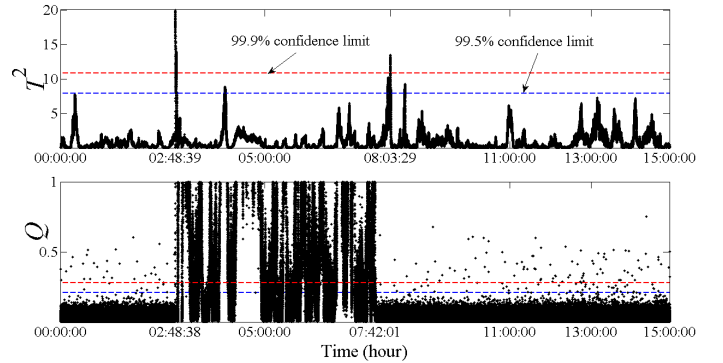 20
15
10
5
T²
99.9% confidence limit
99.5% confidence limit
00:00:00 02:48:39 05:00:00 08:03:29 11:00:00 13:00:00 15:00:00
1
0.5
Q
00:00:00 02:48:38 05:00:00 07:42:01 11:00:00 13:00:00 15:00:00
Time (hour)